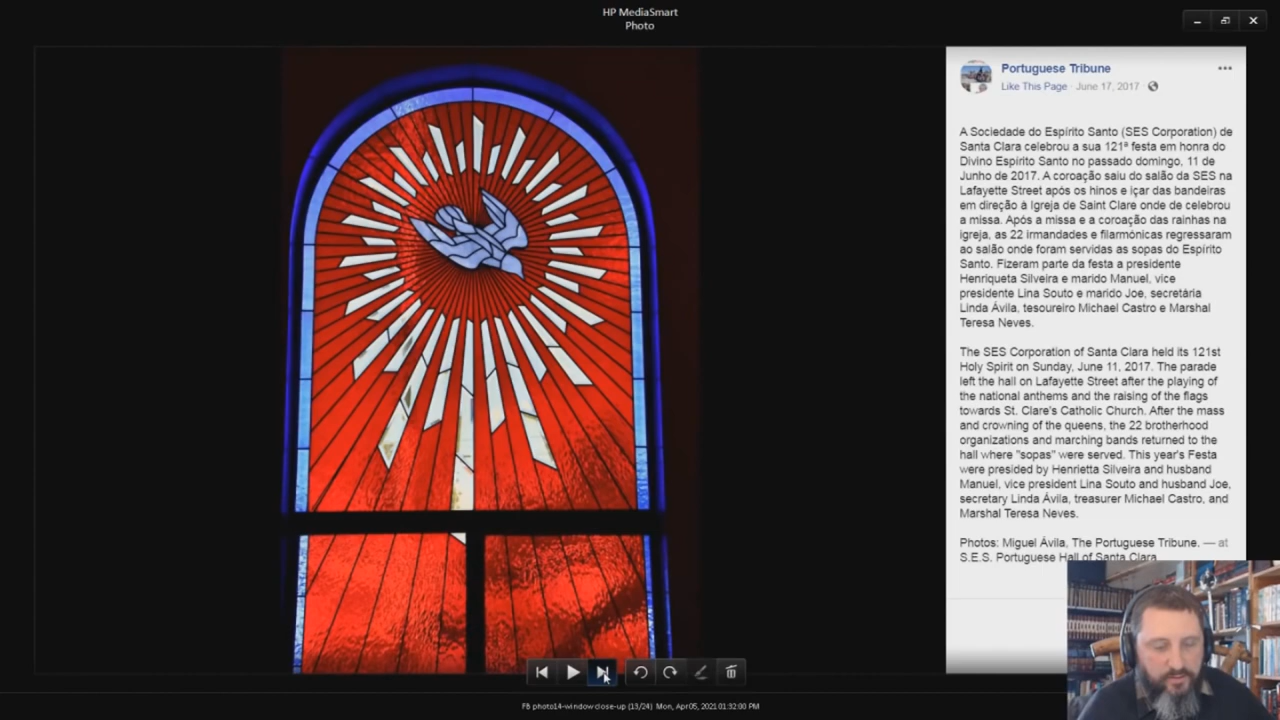 HP MediaSmart
Photo
Portuguese Tribune
Like This Page · June 17, 2017
A Sociedade do Espírito Santo (SES Corporation) de
Santa Clara celebrou a sua 121ª festa em honra do
Divino Espírito Santo no passado domingo, 11 de
Junho de 2017. A coroação saiu do salão da SES na
Lafayette Street após os hinos e içar das bandeiras
em direção à Igreja de Saint Clare onde de celebrou
a missa. Após a missa e a coroação das rainhas na
igreja, as 22 irmandades e filarmónicas regressaram
ao salão onde foram servidas as sopas do Espírito
Santo. Fizeram parte da festa a presidente
Henriqueta Silveira e marido Manuel, vice
presidente Lina Souto e marido Joe, secretária
Linda Ávila, tesoureiro Michael Castro e Marshal
Teresa Neves.
The SES Corporation of Santa Clara held its 121st
Holy Spirit on Sunday, June 11, 2017. The parade
left the hall on Lafayette Street after the playing of
the national anthems and the raising of the flags
towards St. Clare's Catholic Church. After the mass
and crowning of the queens, the 22 brotherhood
organizations and marching bands returned to the
hall where "sopas" were served. This year's Festa
were presided by Henrietta Silveira and husband
Manuel, vice president Lina Souto and husband Joe,
secretary Linda Ávila, treasurer Michael Castro, and
Marshal Teresa Neves.
Photos: Miguel Ávila, The Portuguese Tribune. — at
S.E.S. Portuguese Hall of Santa Clara.
FB photo14-window close-up (13/24) Mon, Apr 05, 2021 01:32:00 PM